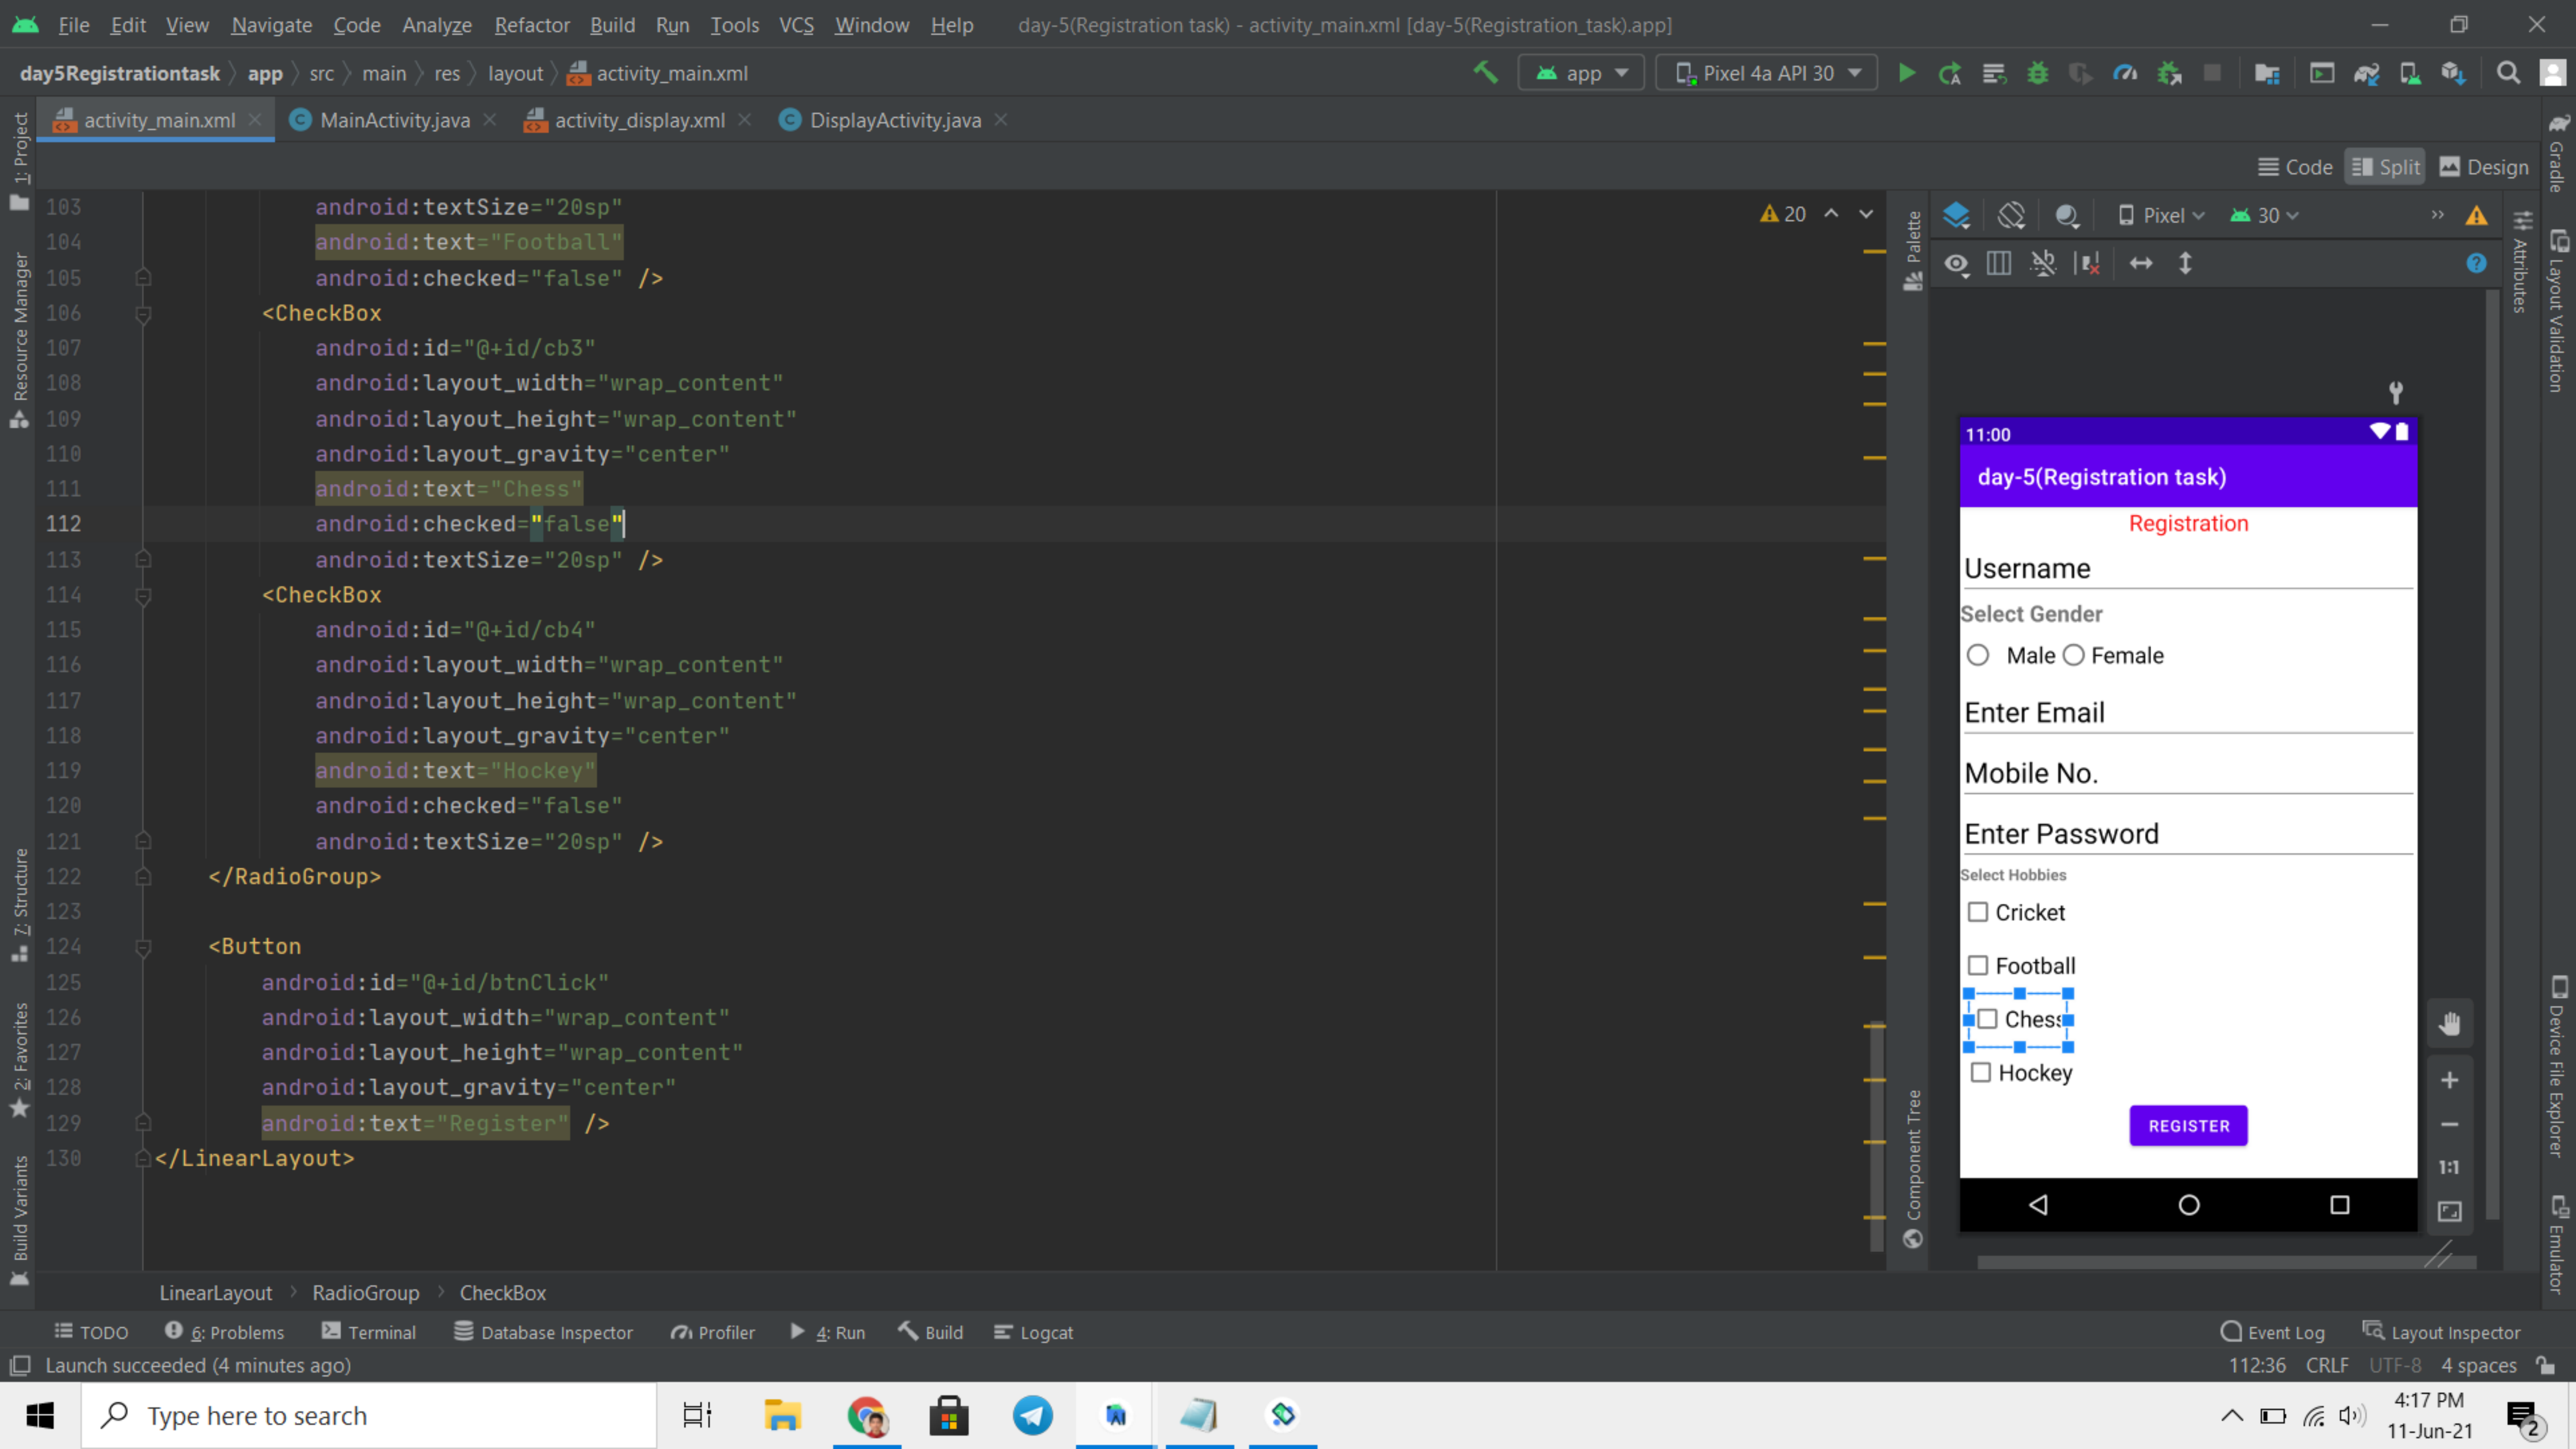 File Edit View Navigate Code Analyze Refactor Build Run Tools VCS Window Help day-5(Registration task) - activity_main.xml [day-5(Registration_task).app]
day5Registrationtask app src main res layout activity_main.xml app Pixel 4a API 30
activity_main.xml MainActivity.java activity_display.xml DisplayActivity.java
Code Split Design
1: Project
Resource Manager
7: Structure
2: Favorites
Build Variants
20
103 android:textSize="20sp"
104 android:text="Football"
105 android:checked="false" />
106 <CheckBox
107 android:id="@+id/cb3"
108 android:layout_width="wrap_content"
109 android:layout_height="wrap_content"
110 android:layout_gravity="center"
111 android:text="Chess"
112 android:checked="false"
113 android:textSize="20sp" />
114 <CheckBox
115 android:id="@+id/cb4"
116 android:layout_width="wrap_content"
117 android:layout_height="wrap_content"
118 android:layout_gravity="center"
119 android:text="Hockey"
120 android:checked="false"
121 android:textSize="20sp" />
122 </RadioGroup>
123
124 <Button
125 android:id="@+id/btnClick"
126 android:layout_width="wrap_content"
127 android:layout_height="wrap_content"
128 android:layout_gravity="center"
129 android:text="Register" />
130 </LinearLayout>
Palette
Component Tree
Pixel 30
11:00
day-5(Registration task)
Registration
Username
Select Gender
Male Female
Enter Email
Mobile No.
Enter Password
Select Hobbies
Cricket
Football
Chess
Hockey
REGISTER
1:1
Attributes
Gradle
Layout Validation
Device File Explorer
Emulator
LinearLayout RadioGroup CheckBox
TODO 6: Problems Terminal Database Inspector Profiler 4: Run Build Logcat Event Log Layout Inspector
Launch succeeded (4 minutes ago) 112:36 CRLF UTF-8 4 spaces
Type here to search
4:17 PM
11-Jun-21
2